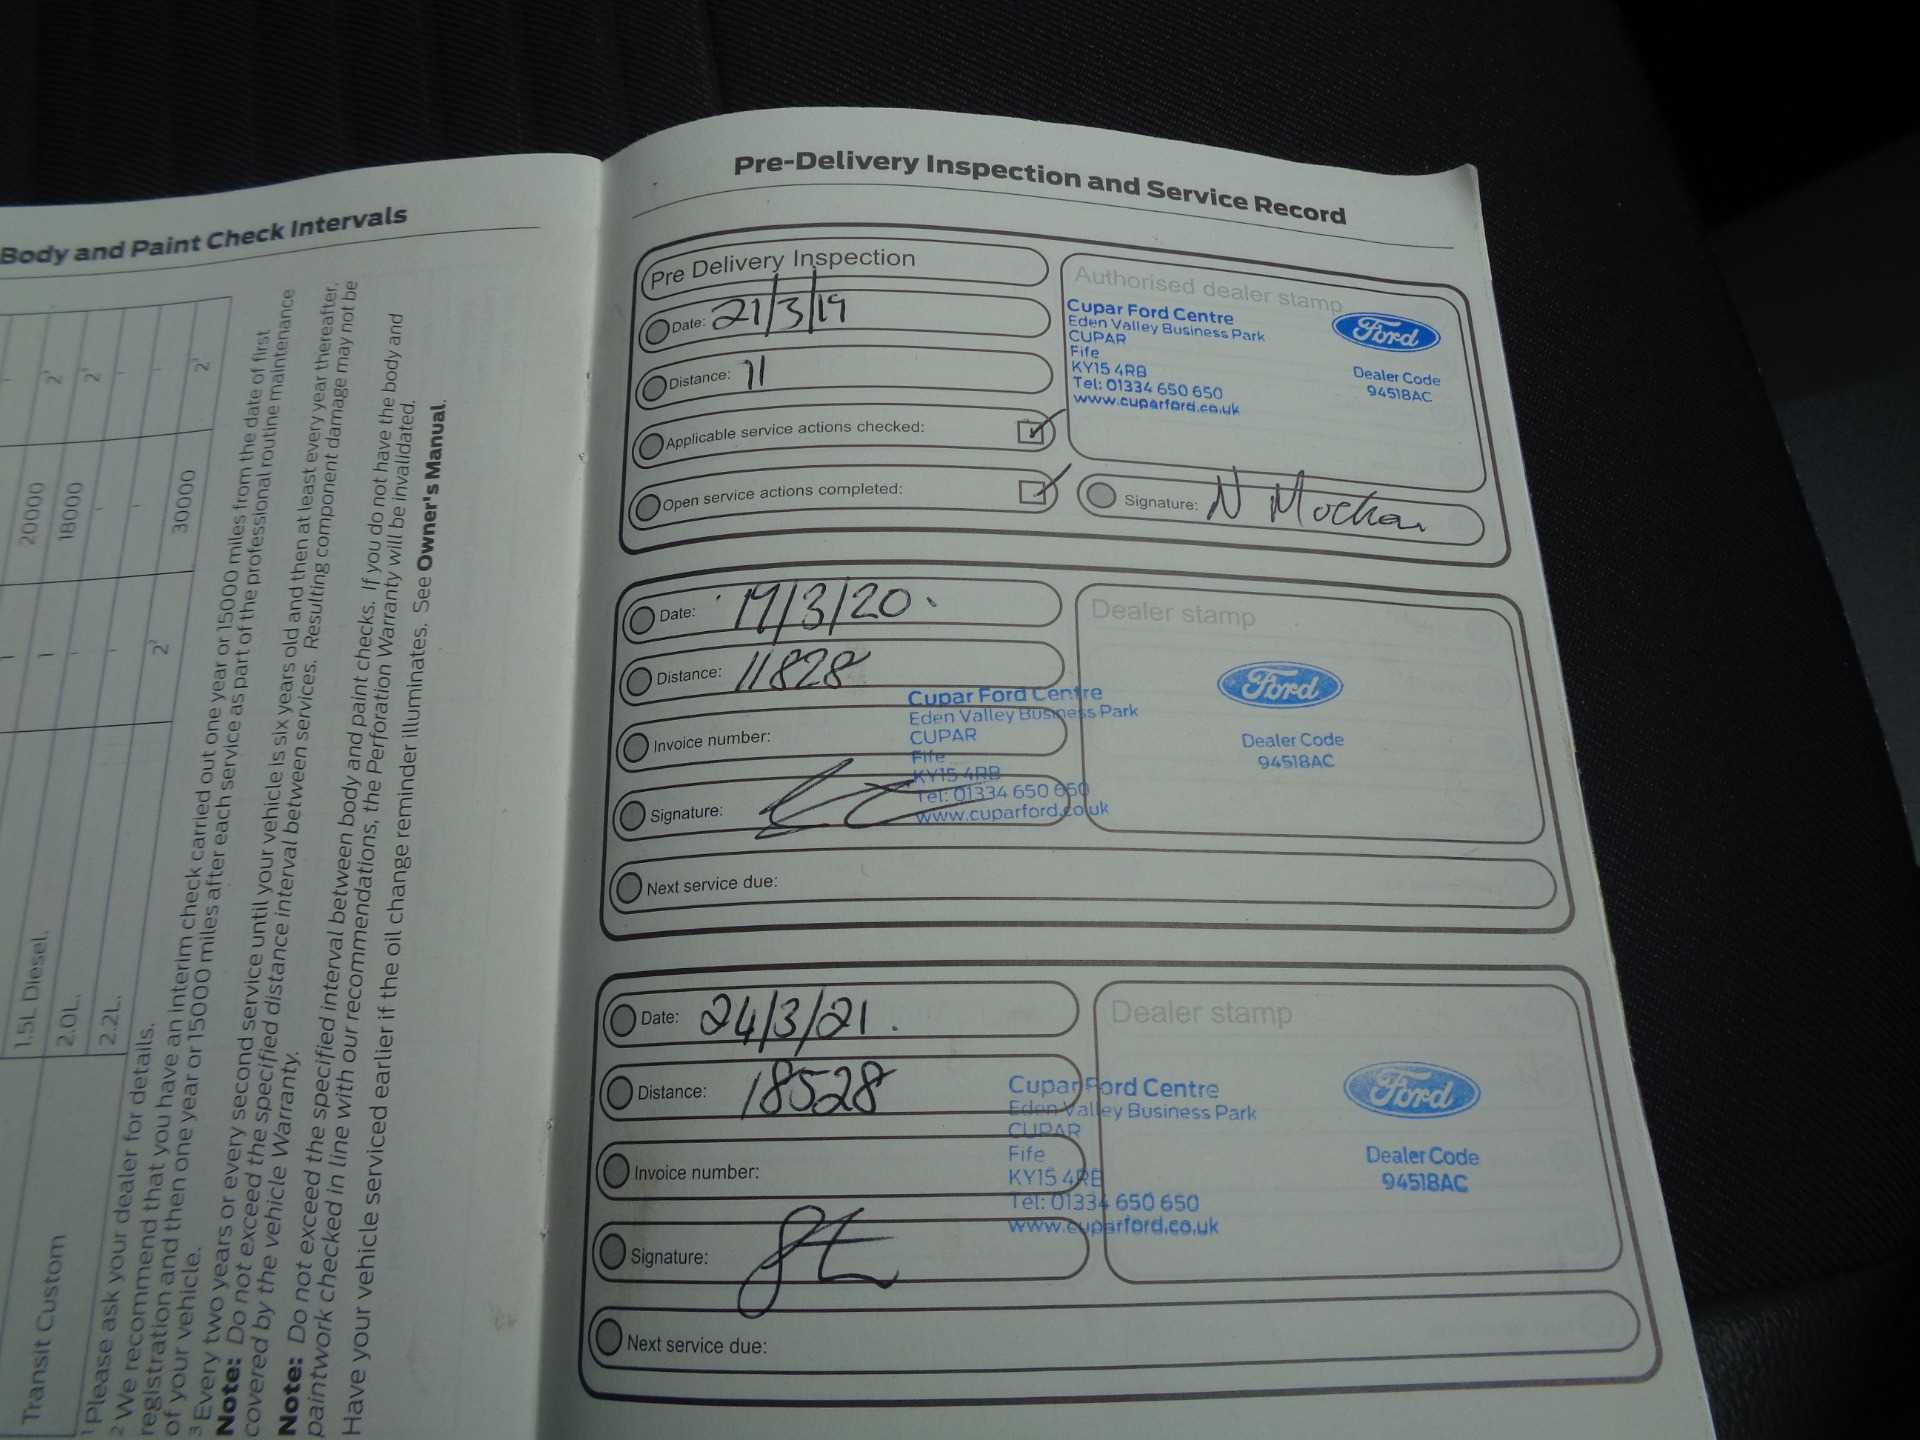 Body and Paint Check Intervals
1.5L Diesel.
20000
1
2.0L.
1
18000
2¹
2.2L.
-
-
2¹
2²
30000
2¹
Transit Custom
¹ Please ask your dealer for details.
² We recommend that you have an interim check carried out one year or 15000 miles from the date of first
registration and then one year or 15000 miles after each service as part of the professional routine maintenance
of your vehicle.
³ Every two years or every second service until your vehicle is six years old and then at least every year thereafter.
Note: Do not exceed the specified distance interval between services. Resulting component damage may not be
covered by the vehicle Warranty.
Note: Do not exceed the specified interval between body and paint checks. If you do not have the body and
paintwork checked in line with our recommendations, the Perforation Warranty will be invalidated.
Have your vehicle serviced earlier if the oil change reminder illuminates. See Owner's Manual.
Pre-Delivery Inspection and Service Record
Pre Delivery Inspection
Date: 21/3/19
Distance: 11
Applicable service actions checked:
Open service actions completed:
Authorised dealer stamp
Cupar Ford Centre
Eden Valley Business Park
CUPAR
Fife
KY15 4RB
Tel: 01334 650 650
www.cuparford.co.uk
Ford
Dealer Code
94518AC
Signature: N
Date: 19/3/20.
Distance: 11828
Invoice number:
Signature:
Next service due:
Dealer stamp
Cupar Ford Centre
Eden Valley Business Park
CUPAR
Fife
KY15 4RB
Tel: 01334 650 650
www.cuparford.co.uk
Ford
Dealer Code
94518AC
Date: 24/3/21.
Distance: 18528
Invoice number:
Signature:
Next service due:
Dealer stamp
Cupar Ford Centre
Eden Valley Business Park
CUPAR
Fife
KY15 4RB
Tel: 01334 650 650
www.cuparford.co.uk
Ford
Dealer Code
94518AC